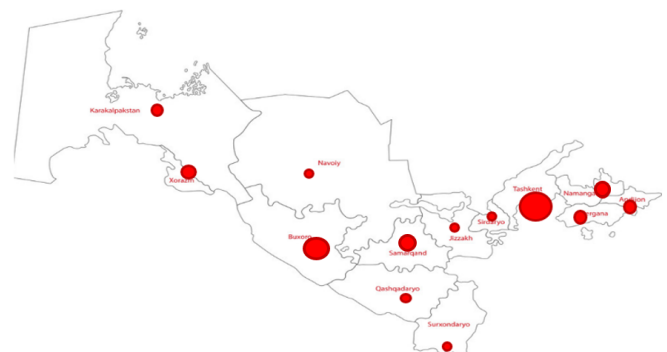 Karakalpakstan
Navoiy
Xorazm
Tashkent
Namangan
Andijon
Fergana
Sirdaryo
Jizzakh
Buxoro
Samarqand
Qashqadaryo
Surxondaryo